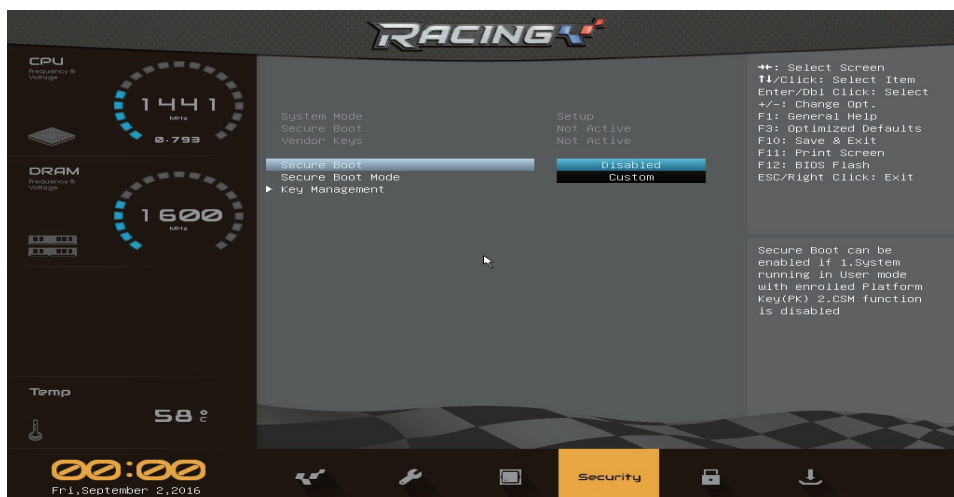 RACING
CPU
Frequency &
Voltage
1441
MHz
0.793
DRAM
Frequency &
Voltage
1600
MHz
Temp
58 °C
00:00
Fri,September 2,2016
System Mode Setup
Secure Boot Not Active
Vendor Keys Not Active
Secure Boot Disabled
Secure Boot Mode Custom
Key Management
→←: Select Screen
↑↓/Click: Select Item
Enter/Dbl Click: Select
+/-: Change Opt.
F1: General Help
F3: Optimized Defaults
F10: Save & Exit
F11: Print Screen
F12: BIOS Flash
ESC/Right Click: Exit
Secure Boot can be
enabled if 1.System
running in User mode
with enrolled Platform
Key(PK) 2.CSM function
is disabled
Security